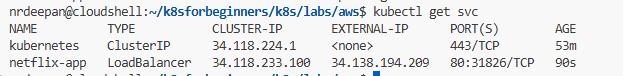 nrdeepan@cloudshell:~/k8sforbeginners/k8s/labs/aws$ kubectl get svc
NAME TYPE CLUSTER-IP EXTERNAL-IP PORT(S) AGE
kubernetes ClusterIP 34.118.224.1 <none> 443/TCP 53m
netflix-app LoadBalancer 34.118.233.100 34.138.194.209 80:31826/TCP 90s